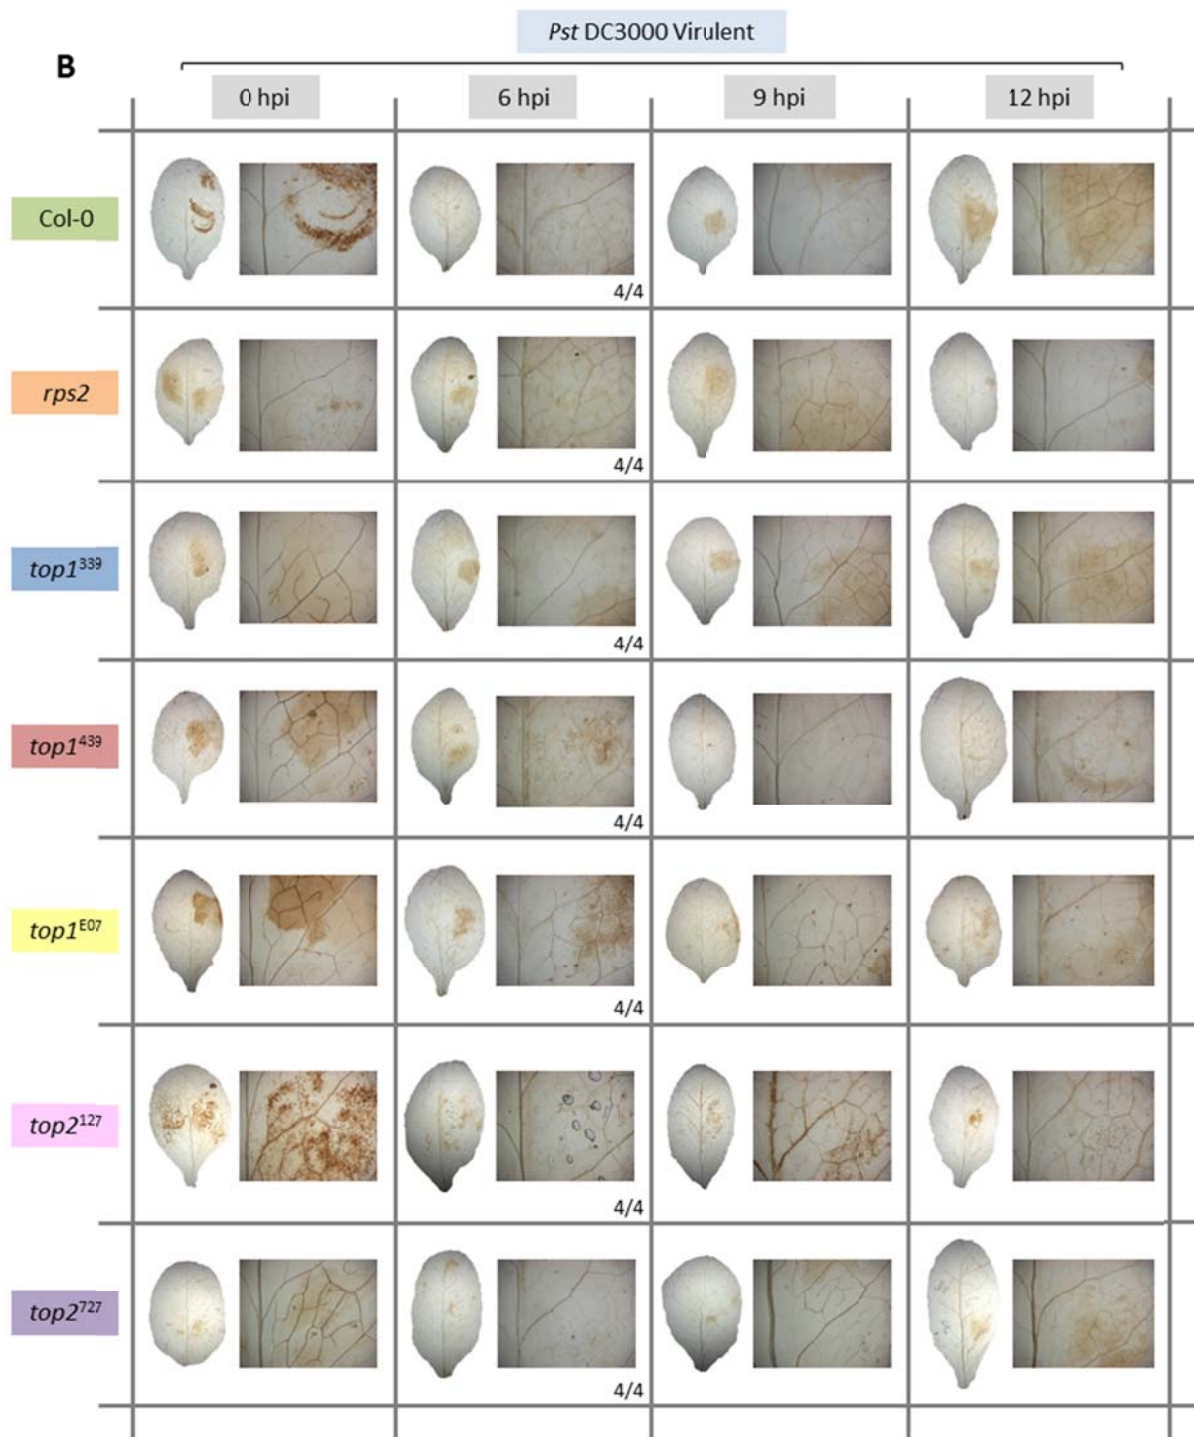 Pst DC3000 Virulent
B
0 hpi 6 hpi 9 hpi 12 hpi
Col-0
4/4
rps2
4/4
top1³³⁹
4/4
top1⁴³⁹
4/4
top1ᴱ⁰⁷
4/4
top2¹²⁷
4/4
top2⁷²⁷
4/4